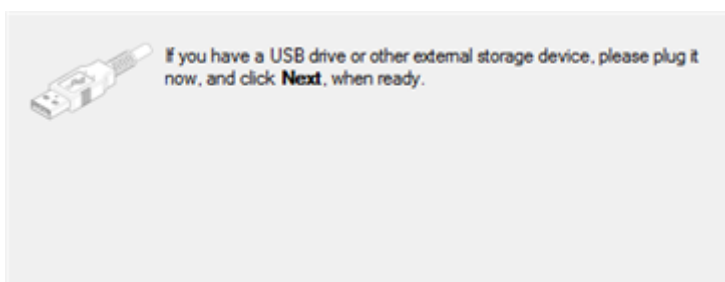 If you have a USB drive or other external storage device, please plug it
now, and click Next, when ready.